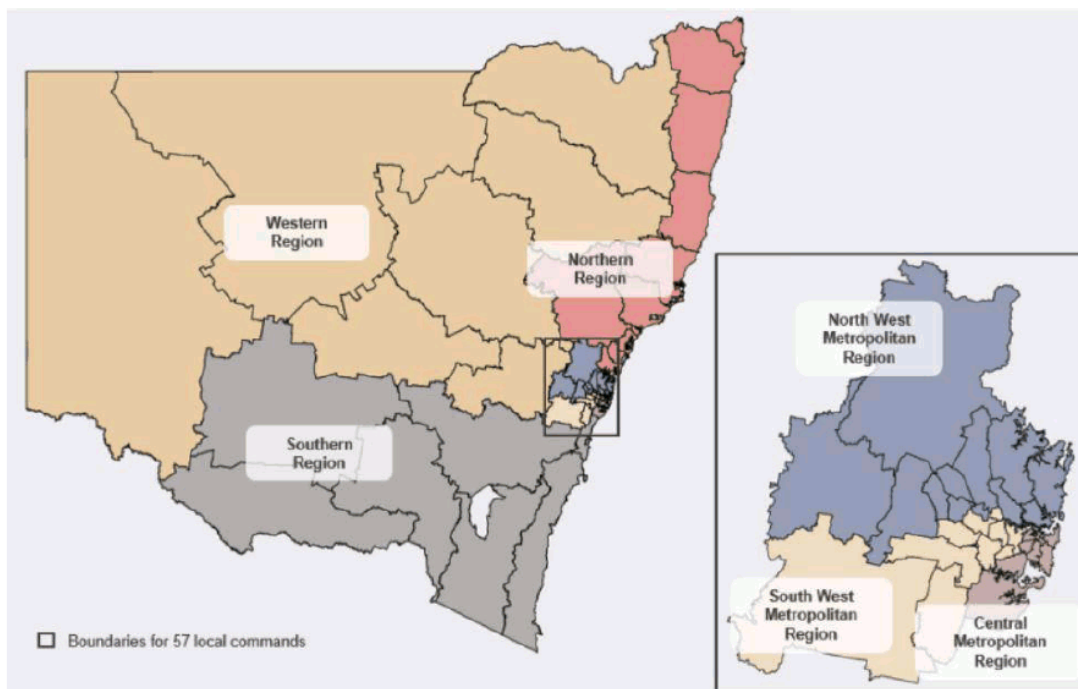 Western
Region
Northern
Region
Southern
Region
North West
Metropolitan
Region
South West
Metropolitan
Region
Central
Metropolitan
Region
Boundaries for 57 local commands